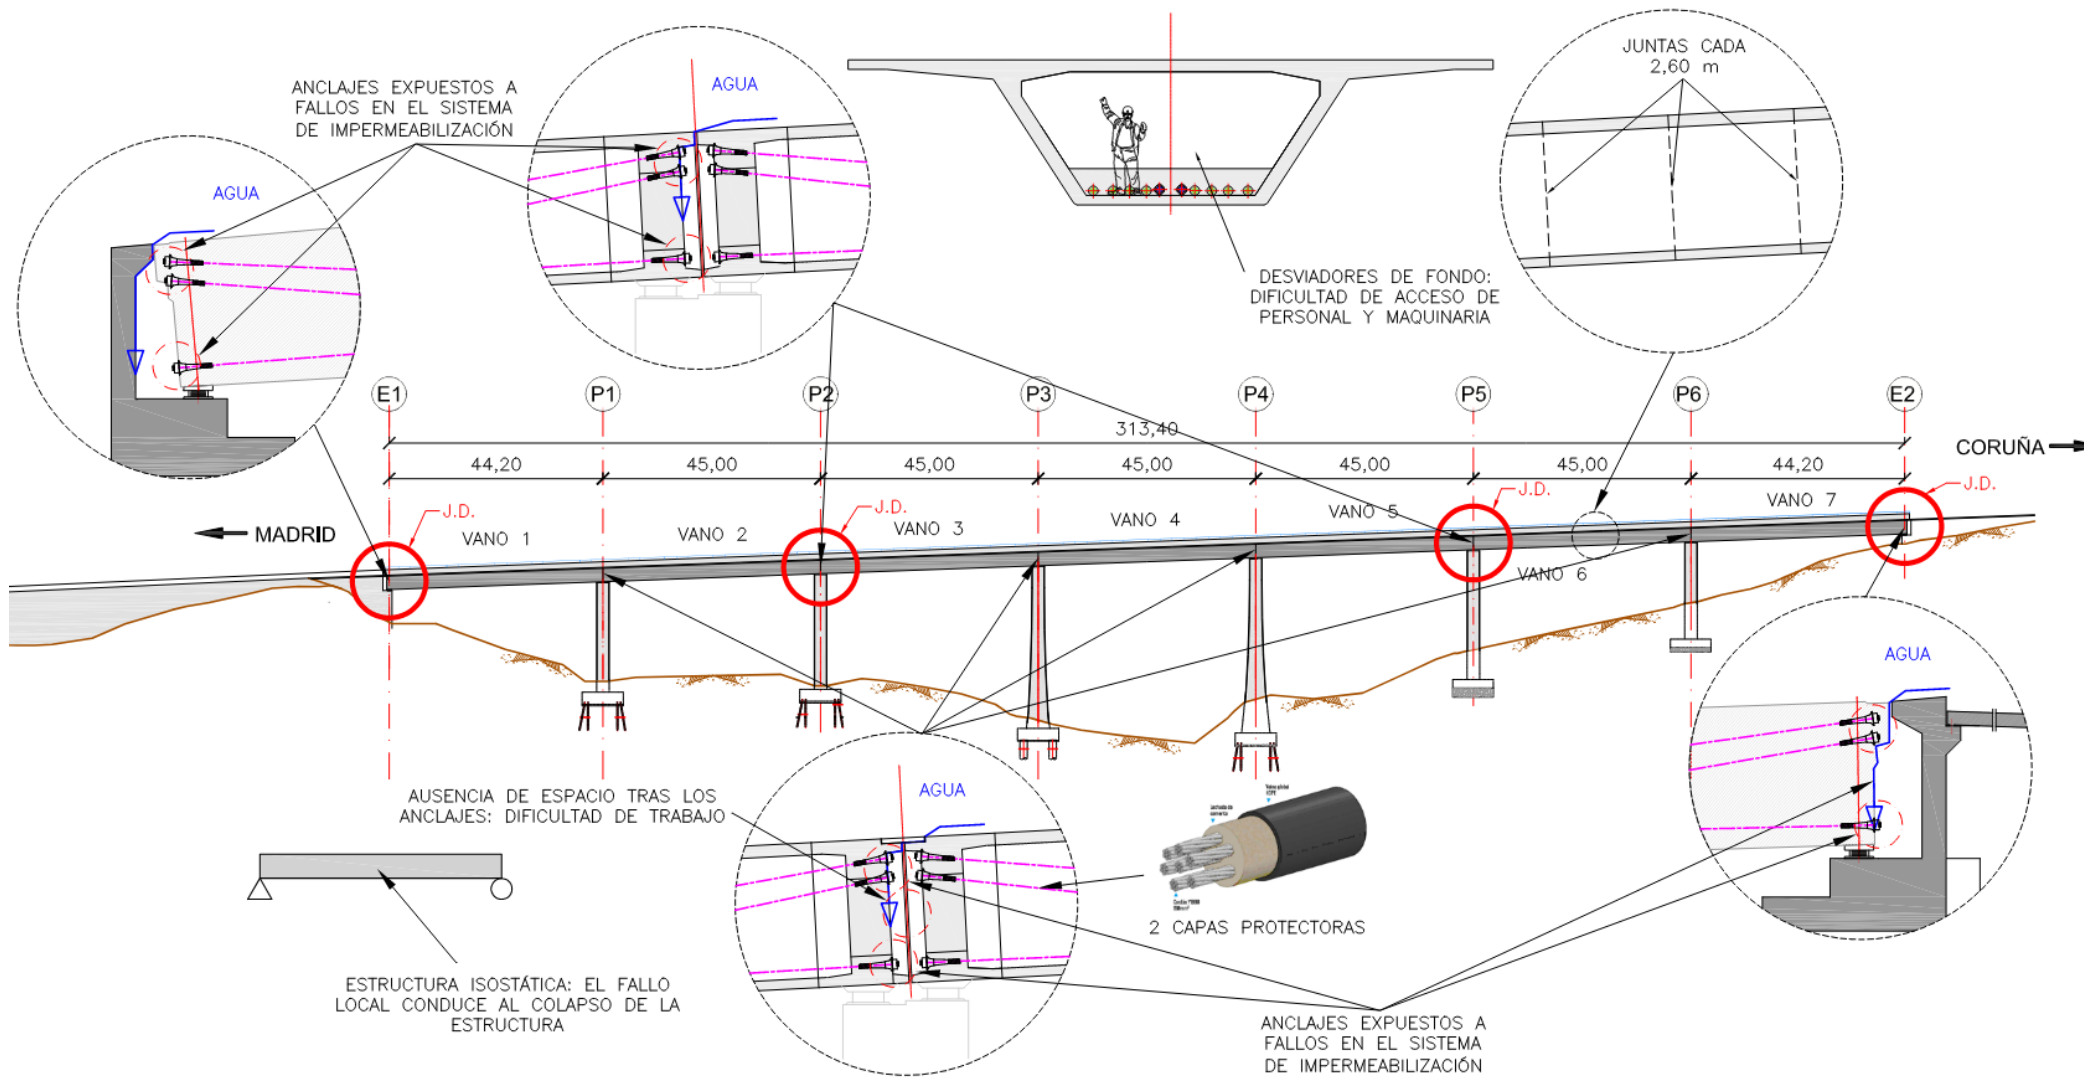 ANCLAJES EXPUESTOS A
FALLOS EN EL SISTEMA
DE IMPERMEABILIZACIÓN
AGUA
AGUA
JUNTAS CADA
2,60 m
DESVIADORES DE FONDO:
DIFICULTAD DE ACCESO DE
PERSONAL Y MAQUINARIA
E1
P1
P2
P3
P4
P5
P6
E2
313,40
44,20
45,00
45,00
45,00
45,00
45,00
44,20
CORUÑA
MADRID
J.D.
J.D.
J.D.
J.D.
VANO 1
VANO 2
VANO 3
VANO 4
VANO 5
VANO 6
VANO 7
AGUA
AUSENCIA DE ESPACIO TRAS LOS
ANCLAJES: DIFICULTAD DE TRABAJO
AGUA
2 CAPAS PROTECTORAS
ESTRUCTURA ISOSTÁTICA: EL FALLO
LOCAL CONDUCE AL COLAPSO DE LA
ESTRUCTURA
ANCLAJES EXPUESTOS A
FALLOS EN EL SISTEMA
DE IMPERMEABILIZACIÓN